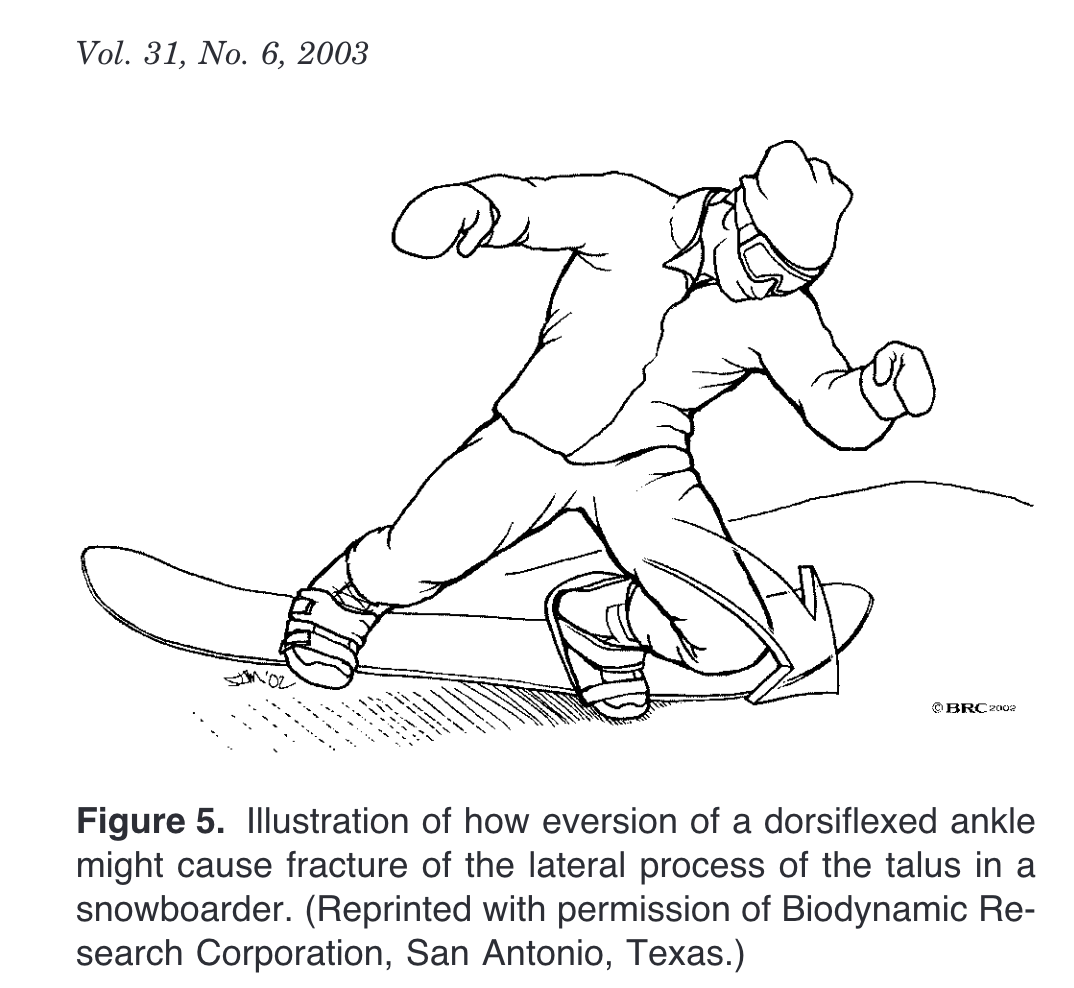 Vol. 31, No. 6, 2003
'02
© BRC 2002
Figure 5. Illustration of how eversion of a dorsiflexed ankle
might cause fracture of the lateral process of the talus in a
snowboarder. (Reprinted with permission of Biodynamic Re-
search Corporation, San Antonio, Texas.)